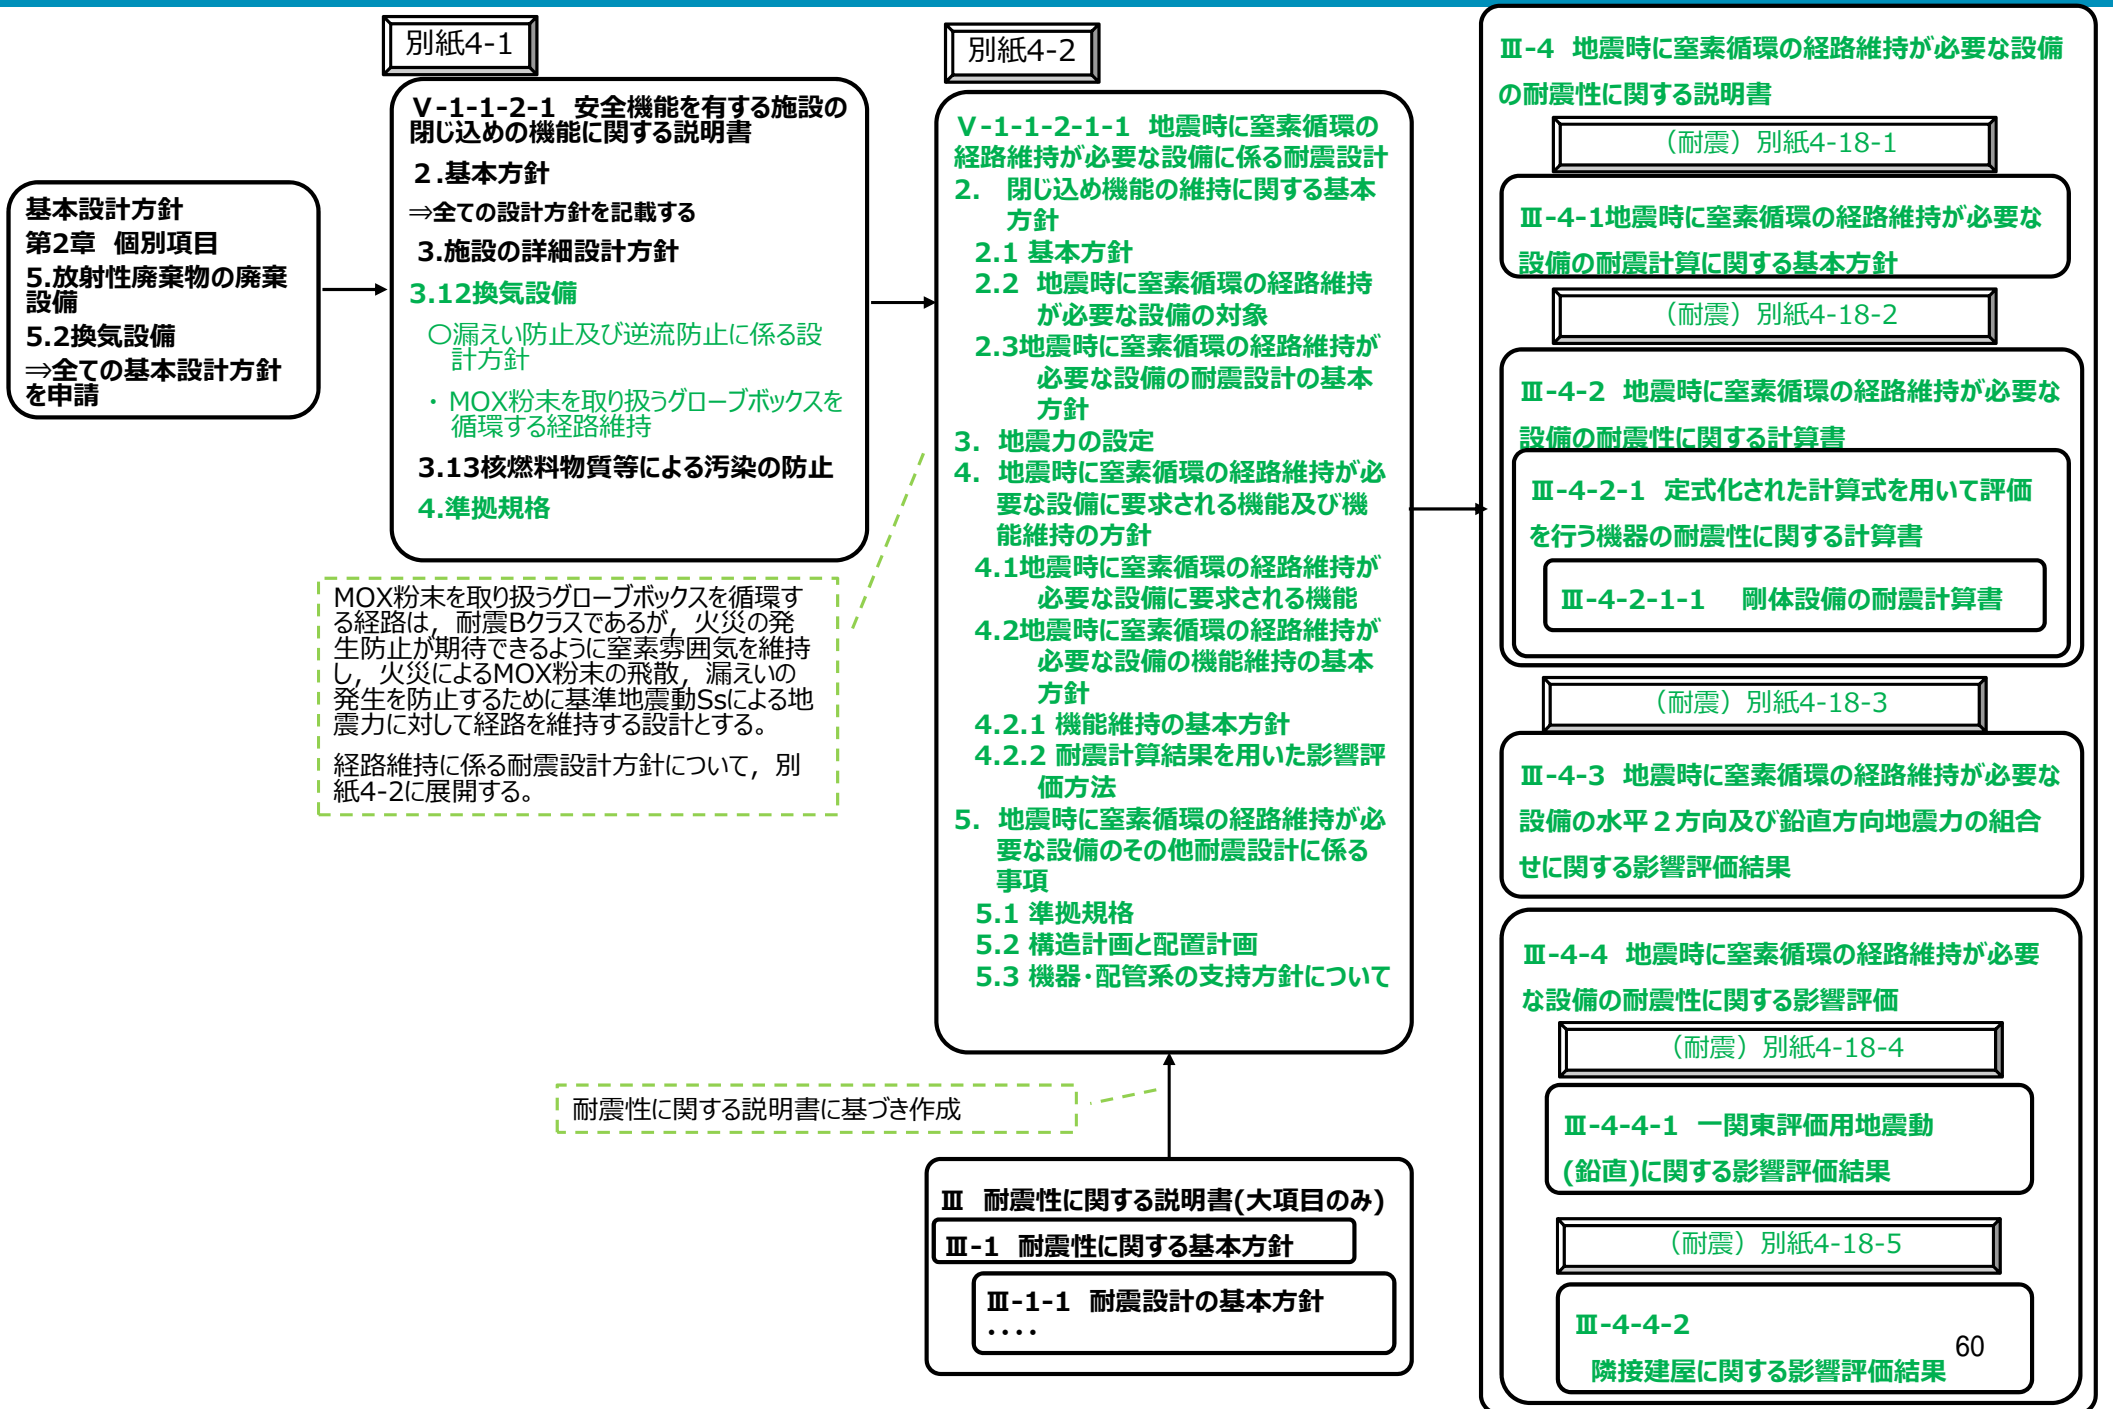 基本設計方針
第2章 個別項目
5.放射性廃棄物の廃棄
設備
5.2換気設備
⇒全ての基本設計方針
を申請
別紙4-1
Ⅴ-1-1-2-1 安全機能を有する施設の
閉じ込めの機能に関する説明書
２.基本方針
⇒全ての設計方針を記載する
3.施設の詳細設計方針
3.12換気設備
〇漏えい防止及び逆流防止に係る設
計方針
・MOX粉末を取り扱うグローブボックスを
循環する経路維持
3.13核燃料物質等による汚染の防止
4.準拠規格
MOX粉末を取り扱うグローブボックスを循環す
る経路は，耐震Bクラスであるが，火災の発
生防止が期待できるように窒素雰囲気を維持
し，火災によるMOX粉末の飛散，漏えいの
発生を防止するために基準地震動Ssによる地
震力に対して経路を維持する設計とする。
経路維持に係る耐震設計方針について，別
紙4-2に展開する。
別紙4-2
Ⅴ-1-1-2-1-1 地震時に窒素循環の
経路維持が必要な設備に係る耐震設計
2. 閉じ込め機能の維持に関する基本
方針
2.1 基本方針
2.2 地震時に窒素循環の経路維持
が必要な設備の対象
2.3地震時に窒素循環の経路維持が
必要な設備の耐震設計の基本
方針
3. 地震力の設定
4. 地震時に窒素循環の経路維持が必
要な設備に要求される機能及び機
能維持の方針
4.1地震時に窒素循環の経路維持が
必要な設備に要求される機能
4.2地震時に窒素循環の経路維持が
必要な設備の機能維持の基本
方針
4.2.1 機能維持の基本方針
4.2.2 耐震計算結果を用いた影響評
価方法
5. 地震時に窒素循環の経路維持が必
要な設備のその他耐震設計に係る
事項
5.1 準拠規格
5.2 構造計画と配置計画
5.3 機器・配管系の支持方針について
耐震性に関する説明書に基づき作成
Ⅲ 耐震性に関する説明書(大項目のみ)
Ⅲ-1 耐震性に関する基本方針
Ⅲ-1-1 耐震設計の基本方針
・・・・
Ⅲ-4 地震時に窒素循環の経路維持が必要な設備
の耐震性に関する説明書
（耐震）別紙4-18-1
Ⅲ-4-1地震時に窒素循環の経路維持が必要な
設備の耐震計算に関する基本方針
（耐震）別紙4-18-2
Ⅲ-4-2 地震時に窒素循環の経路維持が必要な
設備の耐震性に関する計算書
Ⅲ-4-2-1 定式化された計算式を用いて評価
を行う機器の耐震性に関する計算書
Ⅲ-4-2-1-1 剛体設備の耐震計算書
（耐震）別紙4-18-3
Ⅲ-4-3 地震時に窒素循環の経路維持が必要な
設備の水平２方向及び鉛直方向地震力の組合
せに関する影響評価結果
Ⅲ-4-4 地震時に窒素循環の経路維持が必要
な設備の耐震性に関する影響評価
（耐震）別紙4-18-4
Ⅲ-4-4-1 一関東評価用地震動
(鉛直)に関する影響評価結果
（耐震）別紙4-18-5
Ⅲ-4-4-2
隣接建屋に関する影響評価結果
60